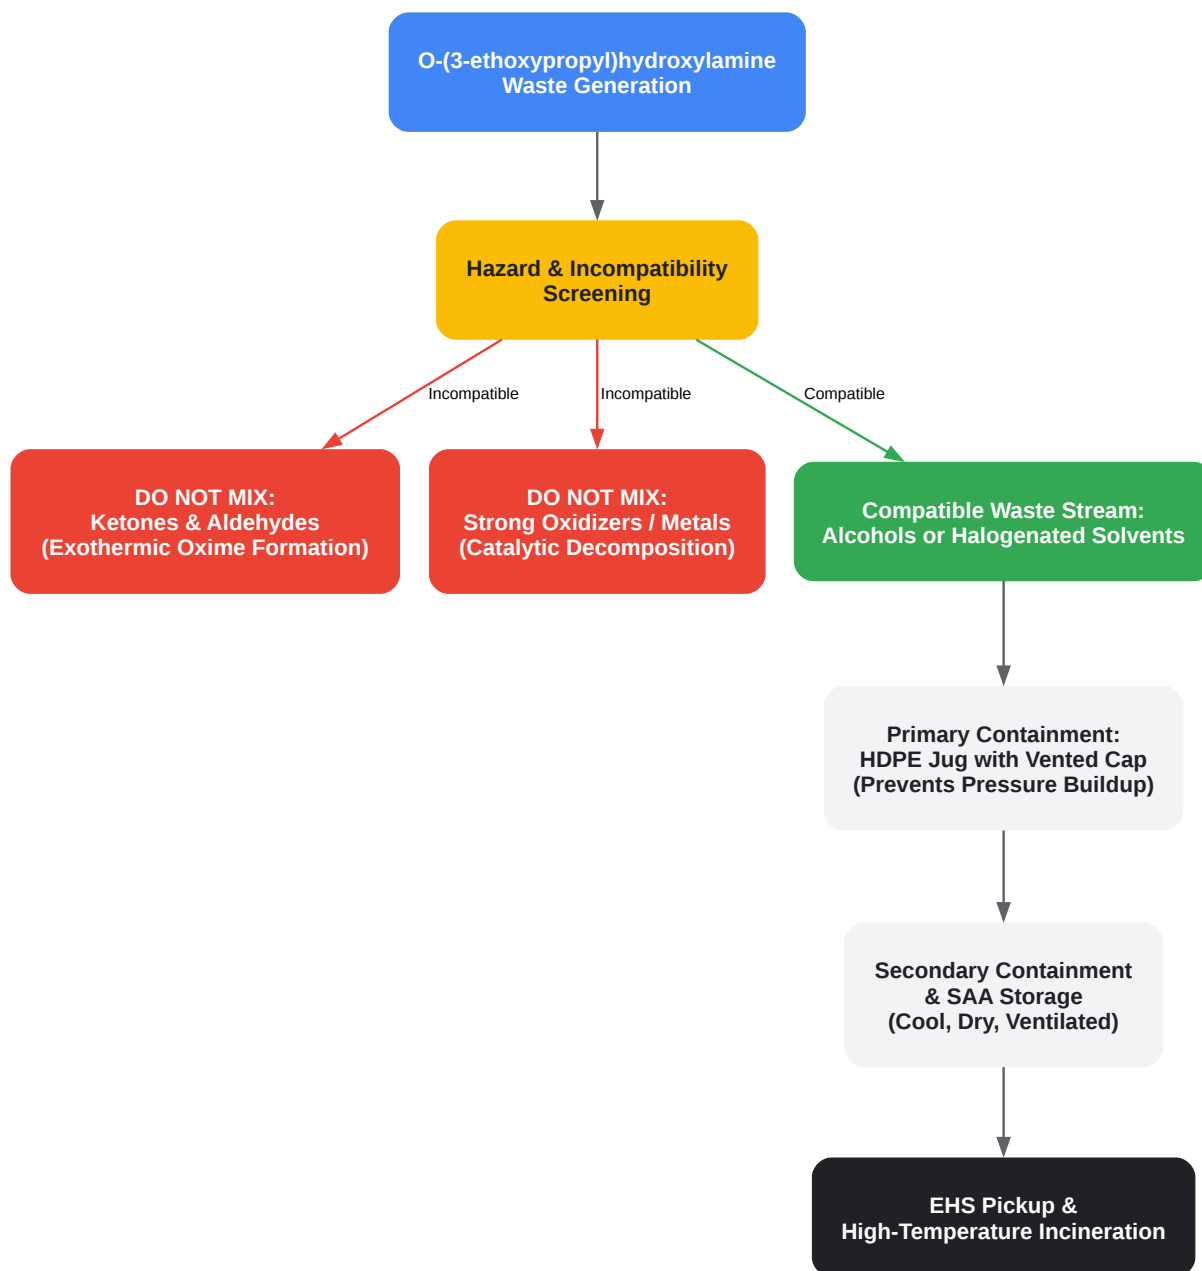 O-(3-ethoxypropyl)hydroxylamine
Waste Generation
Hazard & Incompatibility
Screening
Incompatible
Incompatible
Compatible
DO NOT MIX:
Ketones & Aldehydes
(Exothermic Oxime Formation)
DO NOT MIX:
Strong Oxidizers / Metals
(Catalytic Decomposition)
Compatible Waste Stream:
Alcohols or Halogenated Solvents
Primary Containment:
HDPE Jug with Vented Cap
(Prevents Pressure Buildup)
Secondary Containment
& SAA Storage
(Cool, Dry, Ventilated)
EHS Pickup &
High-Temperature Incineration